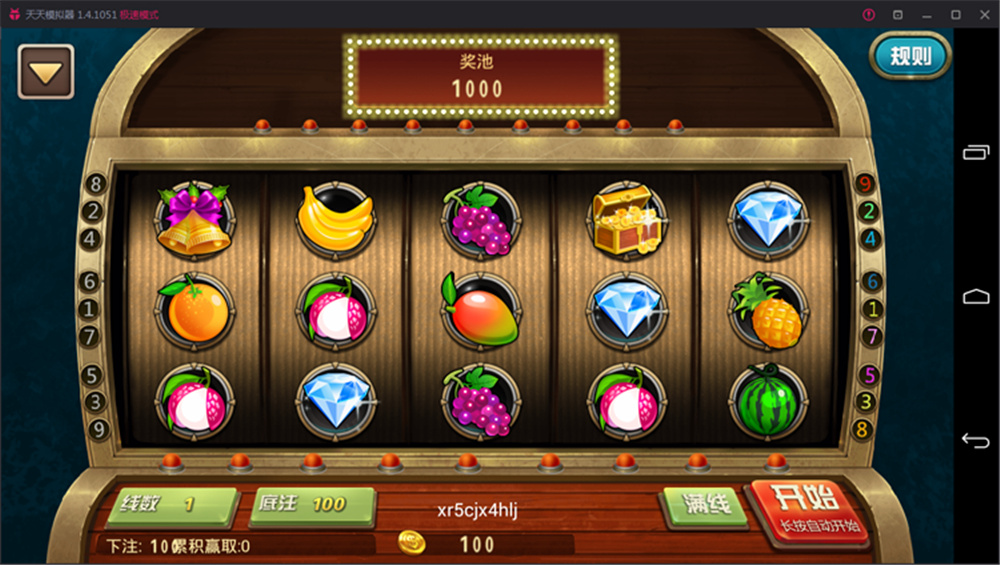 天天模拟器 1.4.1051 极速模式
奖池
1000
规则
8
2
4
6
1
7
5
3
9
9
2
4
6
1
7
5
3
8
线数 1
底注 100
xr5cjx4hlj
满线
开始
长按自动开始
下注: 100
累积赢取:0
100